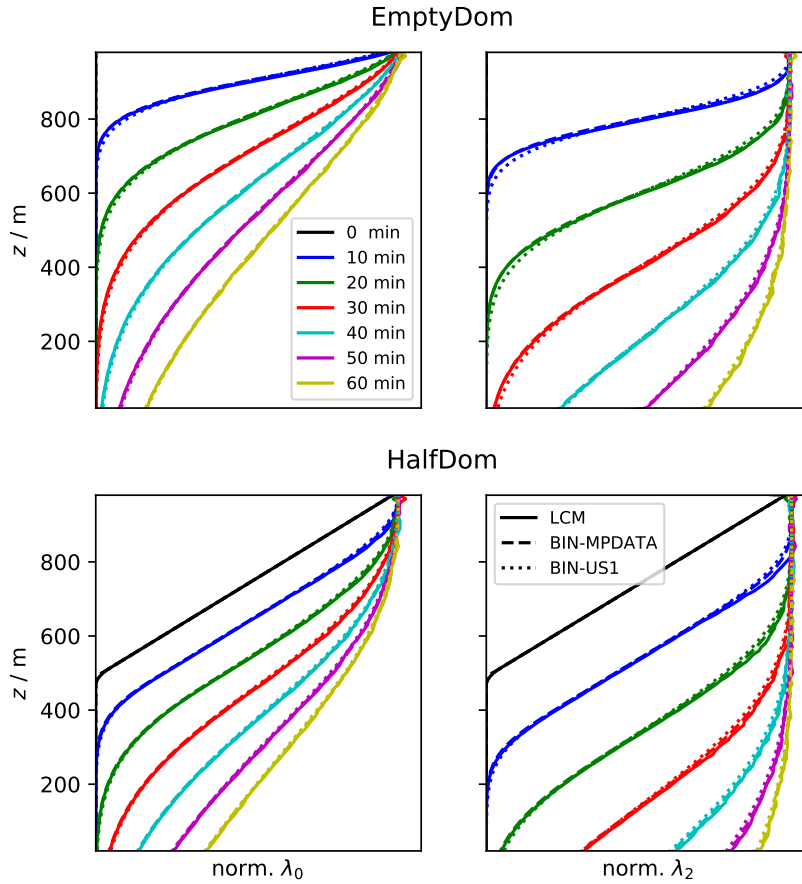 EmptyDom
800
600
400
200
z / m
0 min
10 min
20 min
30 min
40 min
50 min
60 min
HalfDom
800
600
400
200
z / m
LCM
BIN-MPDATA
BIN-US1
norm. λ₀
norm. λ₂